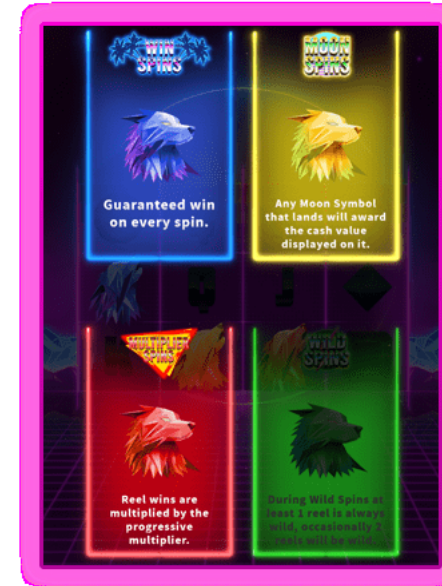 WIN
SPINS
MOON
SPINS
Guaranteed win
on every spin.
Any Moon Symbol
that lands will award
the cash value
displayed on it.
MULTIPLIER
SPINS
WILD
SPINS
Reel wins are
multiplied by the
progressive
multiplier.
During Wild Spins at
least 1 reel is always
wild, occasionally 2
reels will be wild.